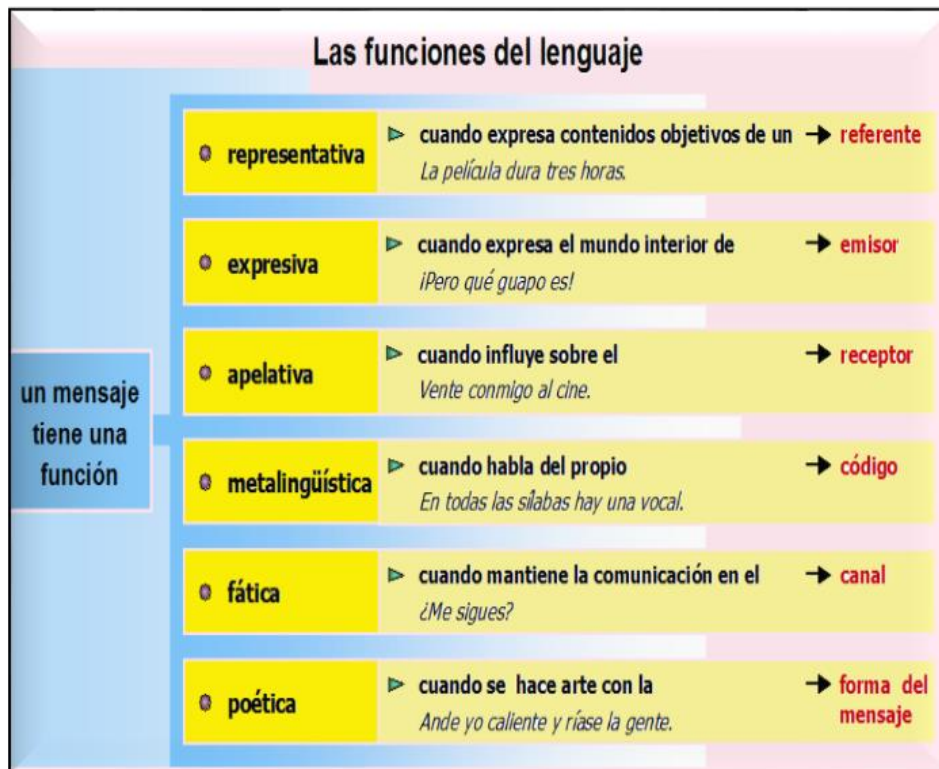 Las funciones del lenguaje
un mensaje
tiene una
función
representativa
cuando expresa contenidos objetivos de un → referente
La película dura tres horas.
expresiva
cuando expresa el mundo interior de → emisor
¡Pero qué guapo es!
apelativa
cuando influye sobre el → receptor
Vente conmigo al cine.
metalingüística
cuando habla del propio → código
En todas las sílabas hay una vocal.
fática
cuando mantiene la comunicación en el → canal
¿Me sigues?
poética
cuando se hace arte con la → forma del
mensaje
Ande yo caliente y ríase la gente.